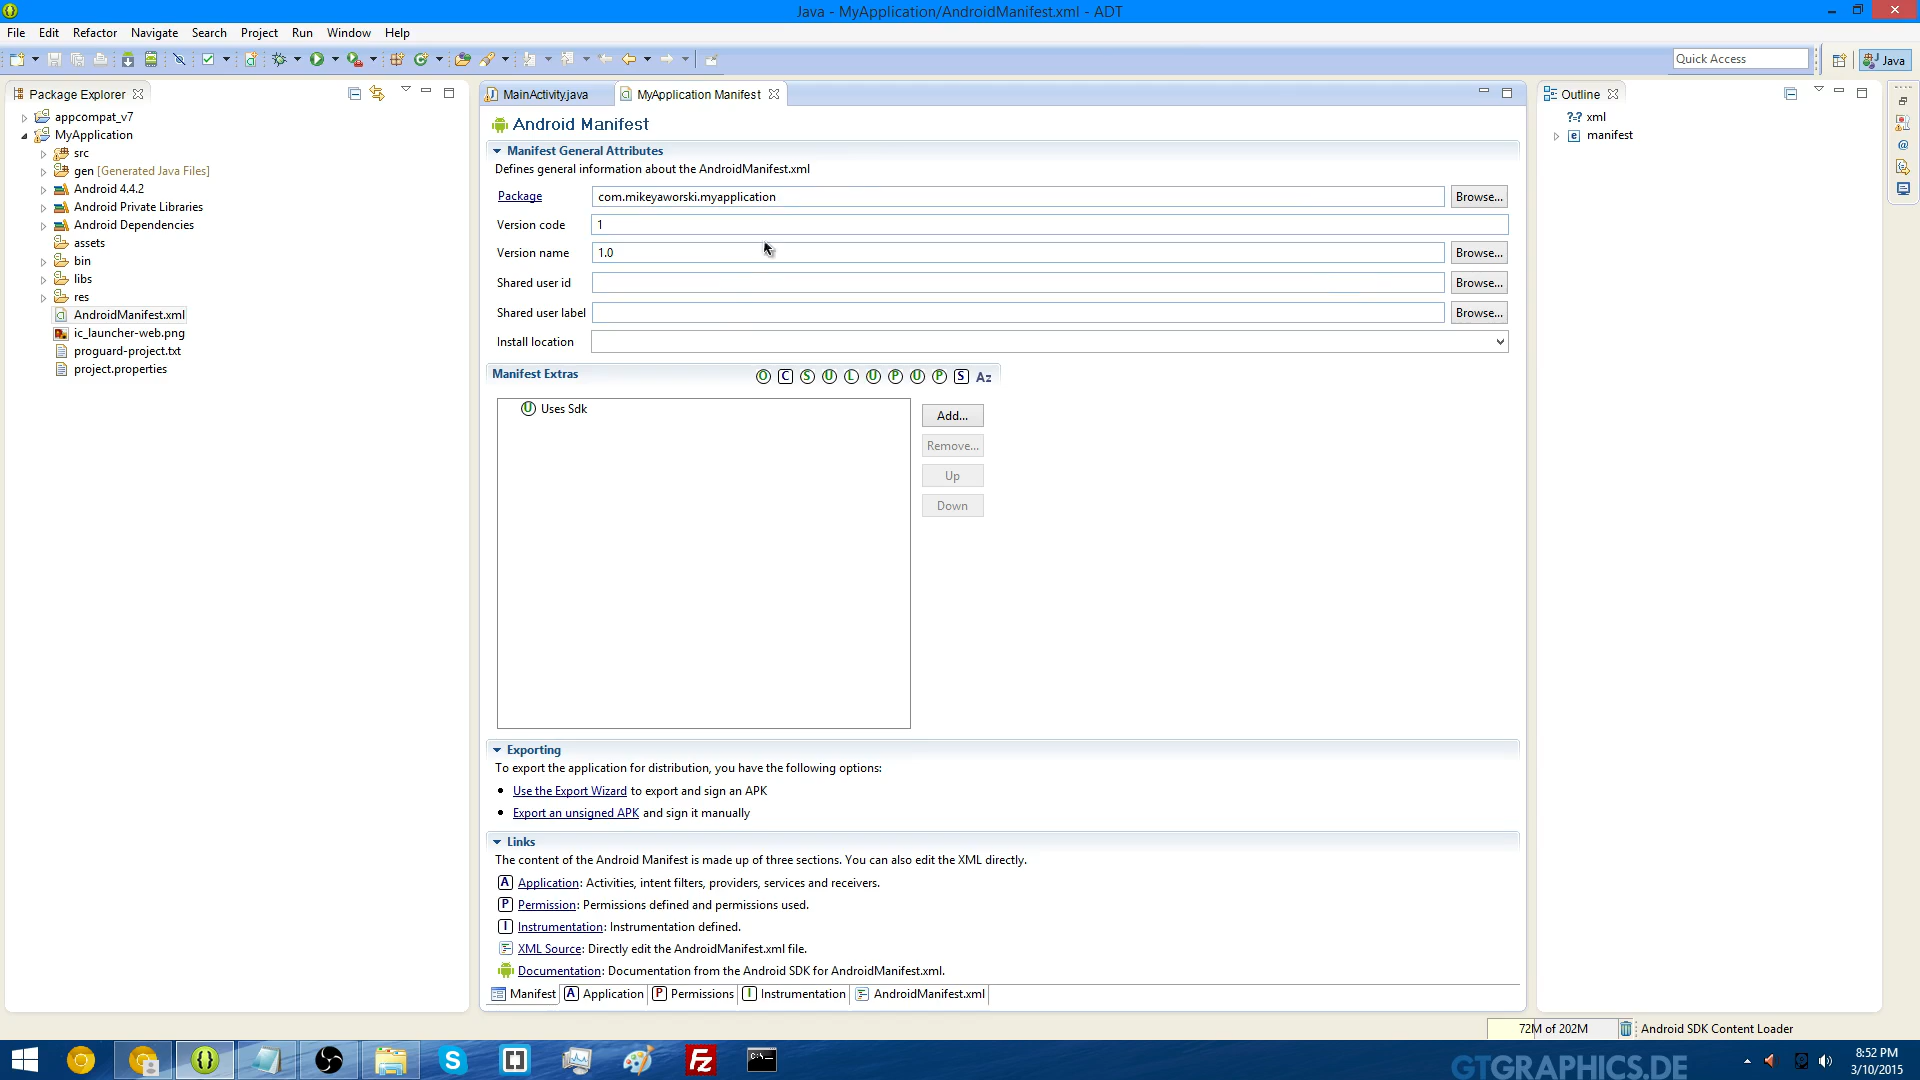 Java - MyApplication/AndroidManifest.xml - ADT
File Edit Refactor Navigate Search Project Run Window Help
Quick Access
Java
Package Explorer
appcompat_v7
MyApplication
src
gen [Generated Java Files]
Android 4.4.2
Android Private Libraries
Android Dependencies
assets
bin
libs
res
AndroidManifest.xml
ic_launcher-web.png
proguard-project.txt
project.properties
MainActivity.java
MyApplication Manifest
Android Manifest
Manifest General Attributes
Defines general information about the AndroidManifest.xml
Package com.mikeyaworski.myapplication Browse...
Version code 1
Version name 1.0 Browse...
Shared user id Browse...
Shared user label Browse...
Install location
Manifest Extras O C S U L U P U P S Az
U Uses Sdk
Add...
Remove...
Up
Down
Exporting
To export the application for distribution, you have the following options:
Use the Export Wizard to export and sign an APK
Export an unsigned APK and sign it manually
Links
The content of the Android Manifest is made up of three sections. You can also edit the XML directly.
A Application: Activities, intent filters, providers, services and receivers.
P Permission: Permissions defined and permissions used.
I Instrumentation: Instrumentation defined.
XML Source: Directly edit the AndroidManifest.xml file.
Documentation: Documentation from the Android SDK for AndroidManifest.xml.
Manifest A Application P Permissions I Instrumentation AndroidManifest.xml
Outline
xml
e manifest
72M of 202M
Android SDK Content Loader
GTGRAPHICS.DE
8:52 PM
3/10/2015